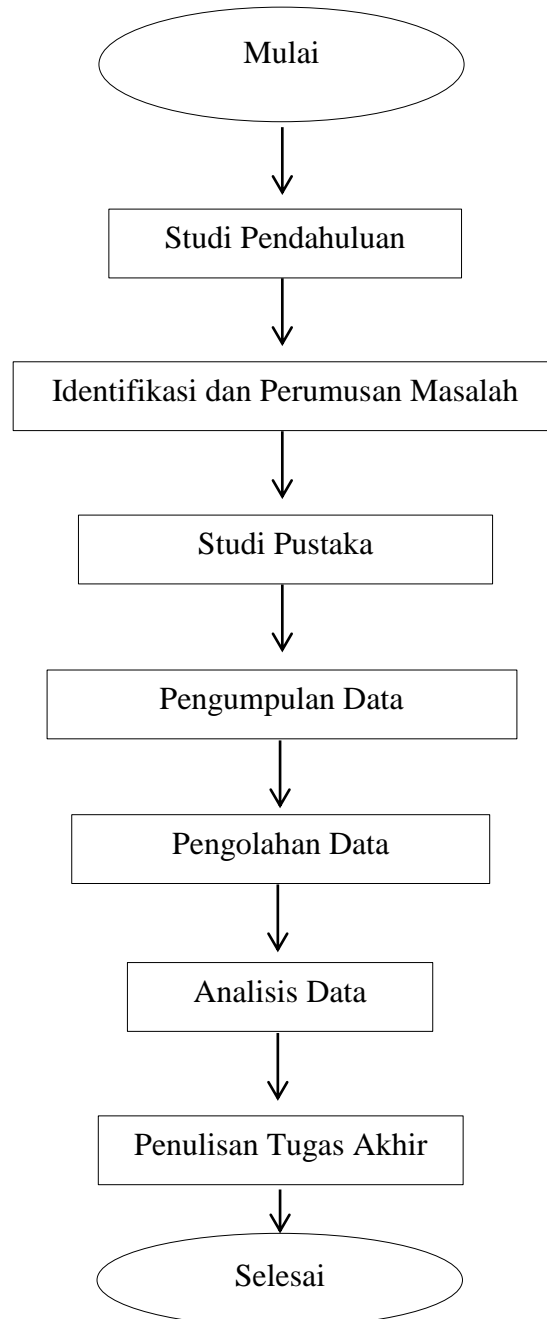 Mulai
Studi Pendahuluan
Identifikasi dan Perumusan Masalah
Studi Pustaka
Pengumpulan Data
Pengolahan Data
Analisis Data
Penulisan Tugas Akhir
Selesai